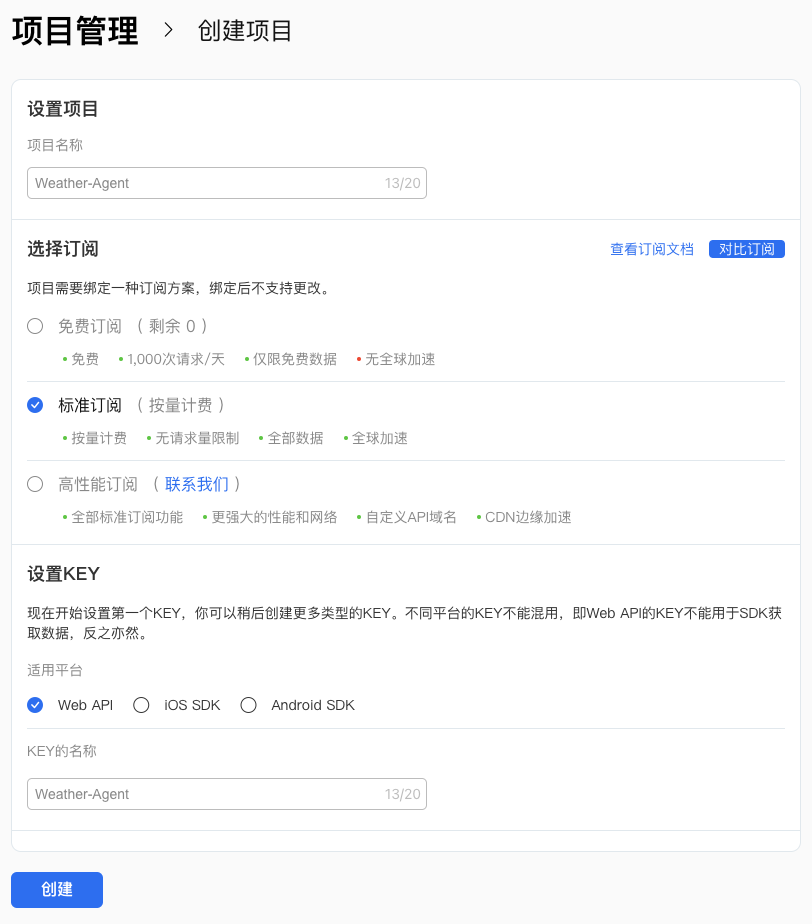 项目管理 > 创建项目
设置项目
项目名称
Weather-Agent 13/20
选择订阅 查看订阅文档 对比订阅
项目需要绑定一种订阅方案，绑定后不支持更改。
免费订阅 （ 剩余 0 ）
• 免费 • 1,000次请求/天 • 仅限免费数据 • 无全球加速
标准订阅 （ 按量计费 ）
• 按量计费 • 无请求量限制 • 全部数据 • 全球加速
高性能订阅 （ 联系我们 ）
• 全部标准订阅功能 • 更强大的性能和网络 • 自定义API域名 • CDN边缘加速
设置KEY
现在开始设置第一个KEY，你可以稍后创建更多类型的KEY。不同平台的KEY不能混用，即Web API的KEY不能用于SDK获
取数据，反之亦然。
适用平台
Web API iOS SDK Android SDK
KEY的名称
Weather-Agent 13/20
创建